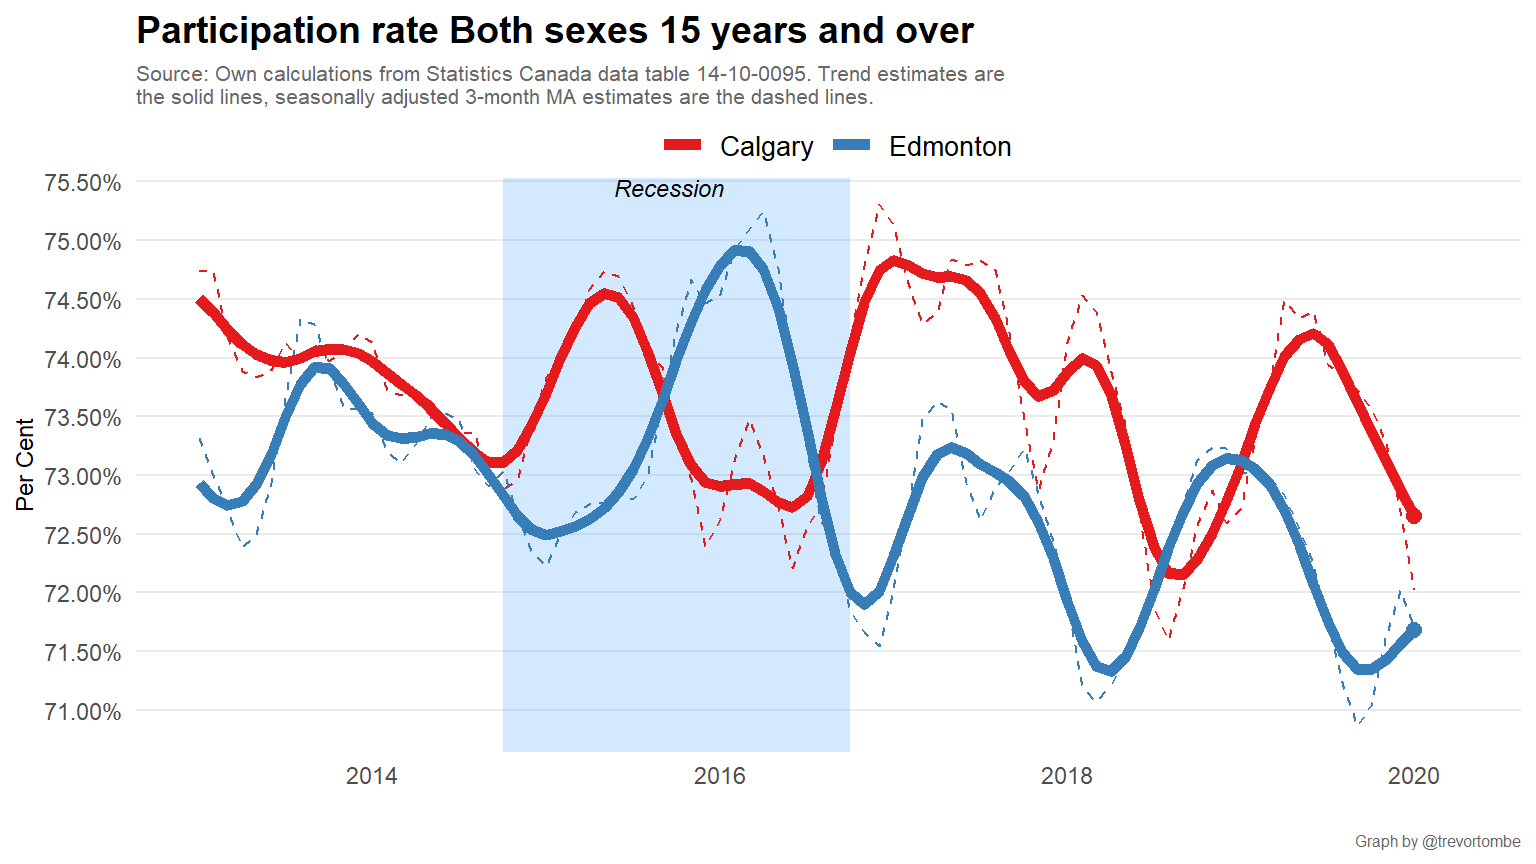 Participation rate Both sexes 15 years and over
Source: Own calculations from Statistics Canada data table 14-10-0095. Trend estimates are
the solid lines, seasonally adjusted 3-month MA estimates are the dashed lines.
Calgary Edmonton
Recession
75.50%
75.00%
74.50%
74.00%
73.50%
73.00%
72.50%
72.00%
71.50%
71.00%
Per Cent
2014 2016 2018 2020
Graph by @trevortombe